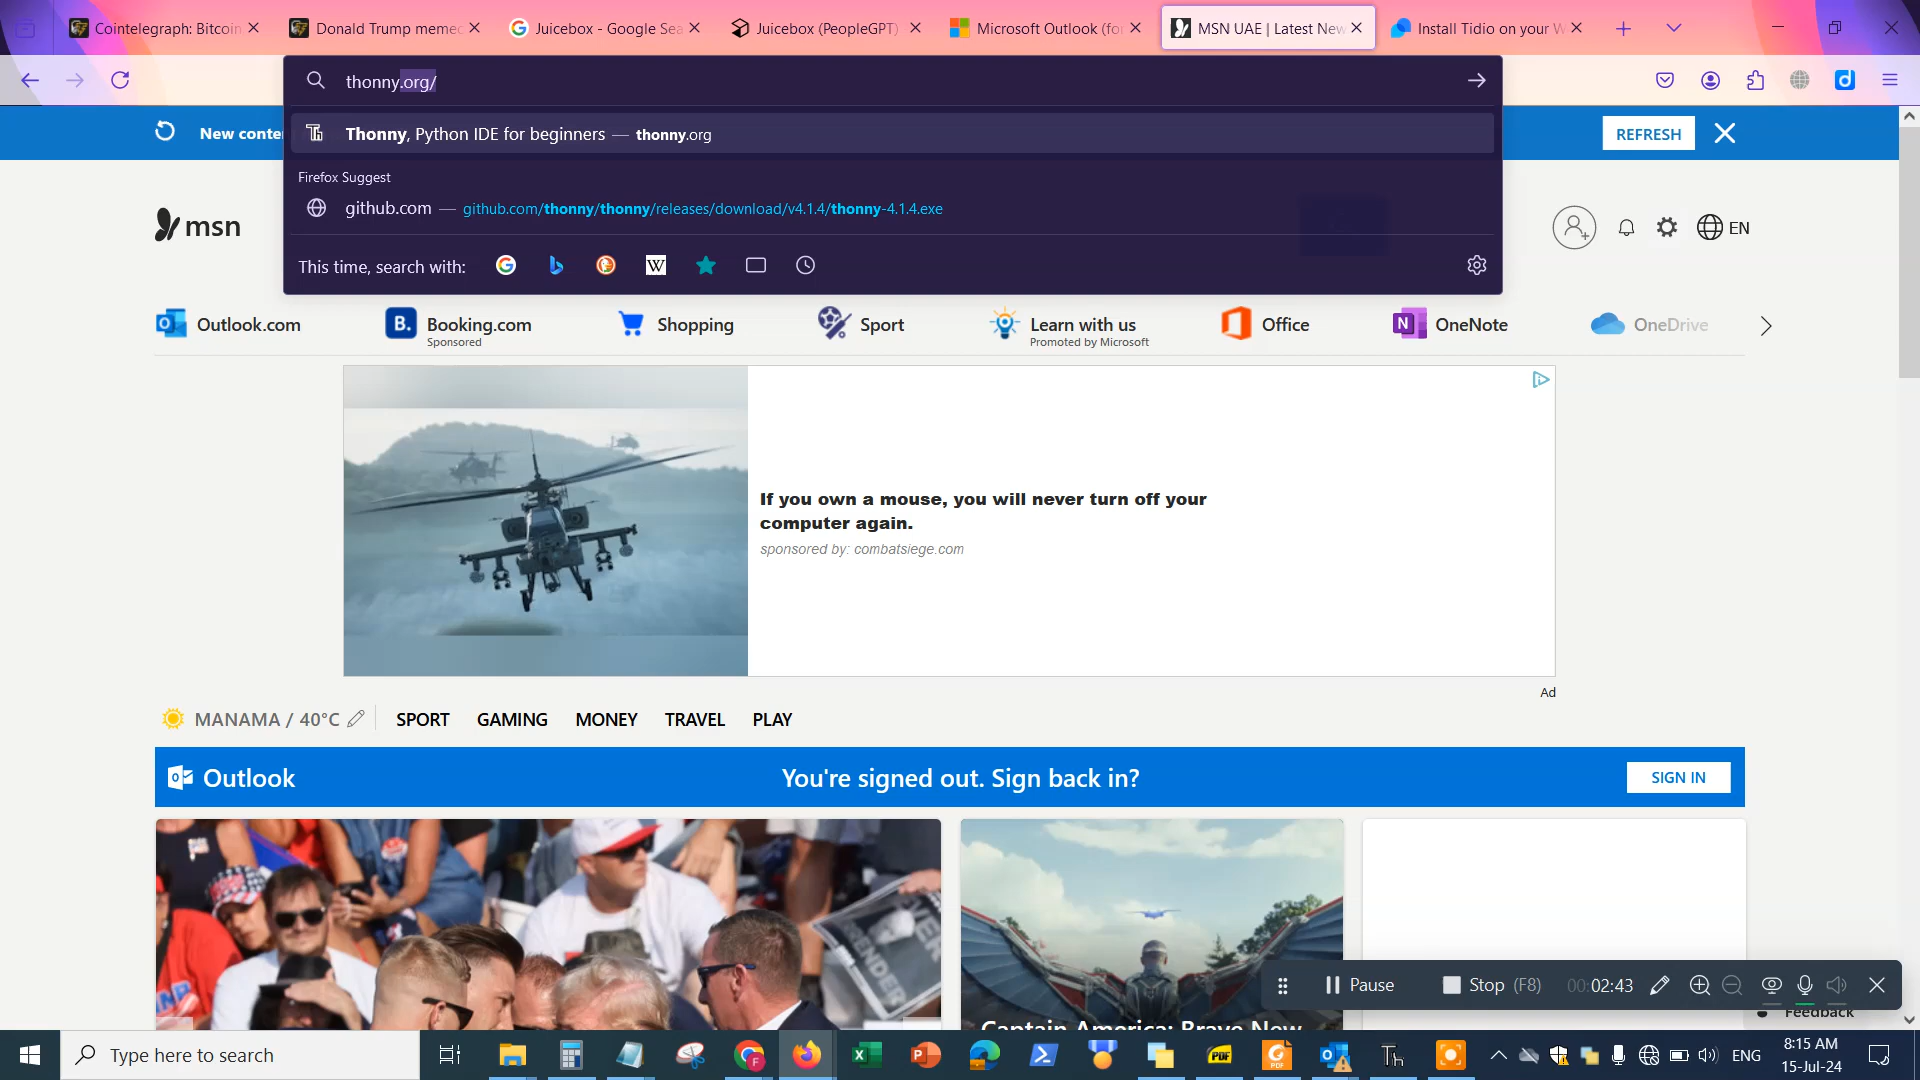 Cointelegraph: Bitcoin
Donald Trump memec
Juicebox - Google Sea
Juicebox (PeopleGPT)
Microsoft Outlook (fo
MSN UAE | Latest New
Install Tidio on your W
thonny.org/
New conte
Thonny, Python IDE for beginners — thonny.org
REFRESH
Firefox Suggest
github.com — github.com/thonny/thonny/releases/download/v4.1.4/thonny-4.1.4.exe
msn
EN
This time, search with:
Outlook.com
Booking.com
Sponsored
Shopping
Sport
Learn with us
Promoted by Microsoft
Office
OneNote
OneDrive
If you own a mouse, you will never turn off your
computer again.
sponsored by: combatsiege.com
Ad
MANAMA / 40°C
SPORT
GAMING
MONEY
TRAVEL
PLAY
Outlook
You're signed out. Sign back in?
SIGN IN
Captain America: Brave New
Pause
Stop (F8)
00:02:43
Feedback
Type here to search
ENG
8:15 AM
15-Jul-24